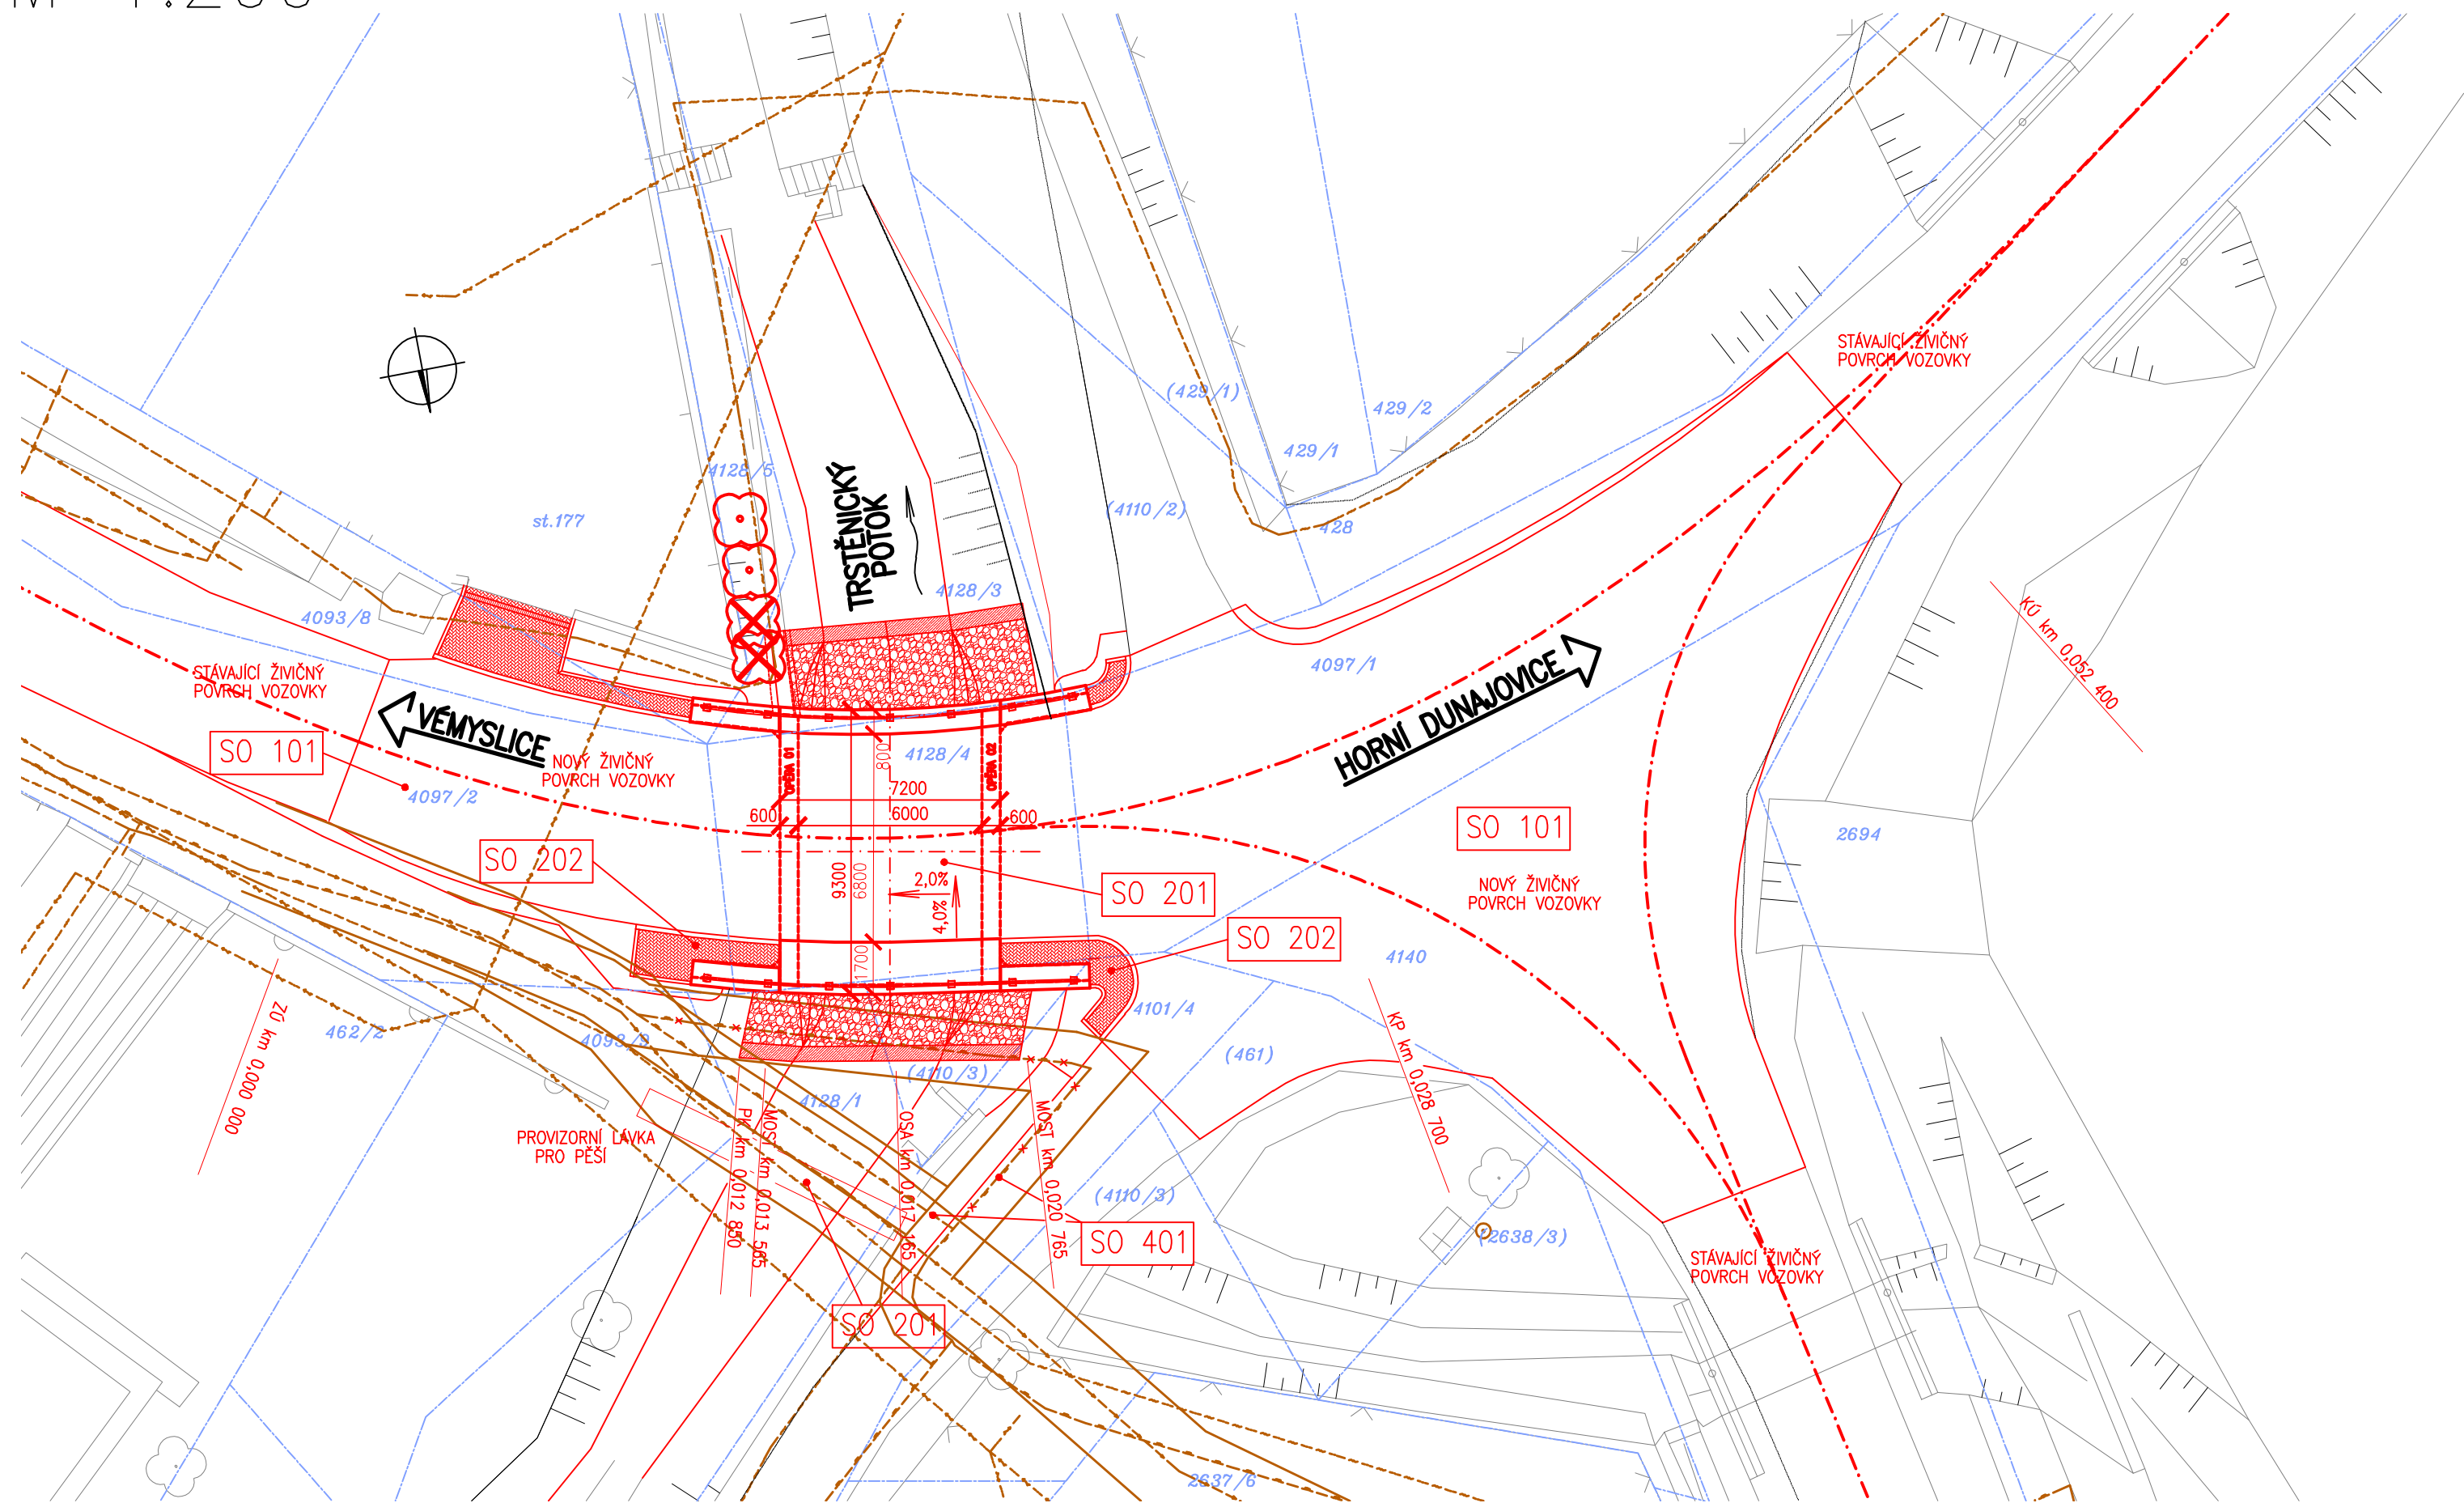 STÁVAJÍCÍ ŽIVIČNÝ
POVRCH VOZOVKY
(429/1)
429/2
429/1
4128/5
(4110/2)
st.177
428
TRSTĚNICKÝ
POTOK
4128/3
4093/8
KÚ km 0,052 400
4097/1
STÁVAJÍCÍ ŽIVIČNÝ
POVRCH VOZOVKY
VÉMYSLICE
HORNÍ DUNAJOVICE
SO 101
NOVÝ ŽIVIČNÝ
POVRCH VOZOVKY
4097/2
OPĚRA 01
OPĚRA 02
800
4128/4
7200
600
6000
600
SO 101
2694
SO 202
9300
6800
2,0%
4,0%
SO 201
NOVÝ ŽIVIČNÝ
POVRCH VOZOVKY
SO 202
1700
4140
4101/4
ZÚ km 0,000 000
462/2
4093/9
(4110/3)
(461)
KP km 0,028 700
4128/1
PROVIZORNÍ LÁVKA
PRO PĚŠÍ
PK km 0,012 850
MOST km 0,013 565
OSA km 0,017 165
MOST km 0,020 765
(4110/3)
SO 401
(2638/3)
STÁVAJÍCÍ ŽIVIČNÝ
POVRCH VOZOVKY
SO 201
2637/6